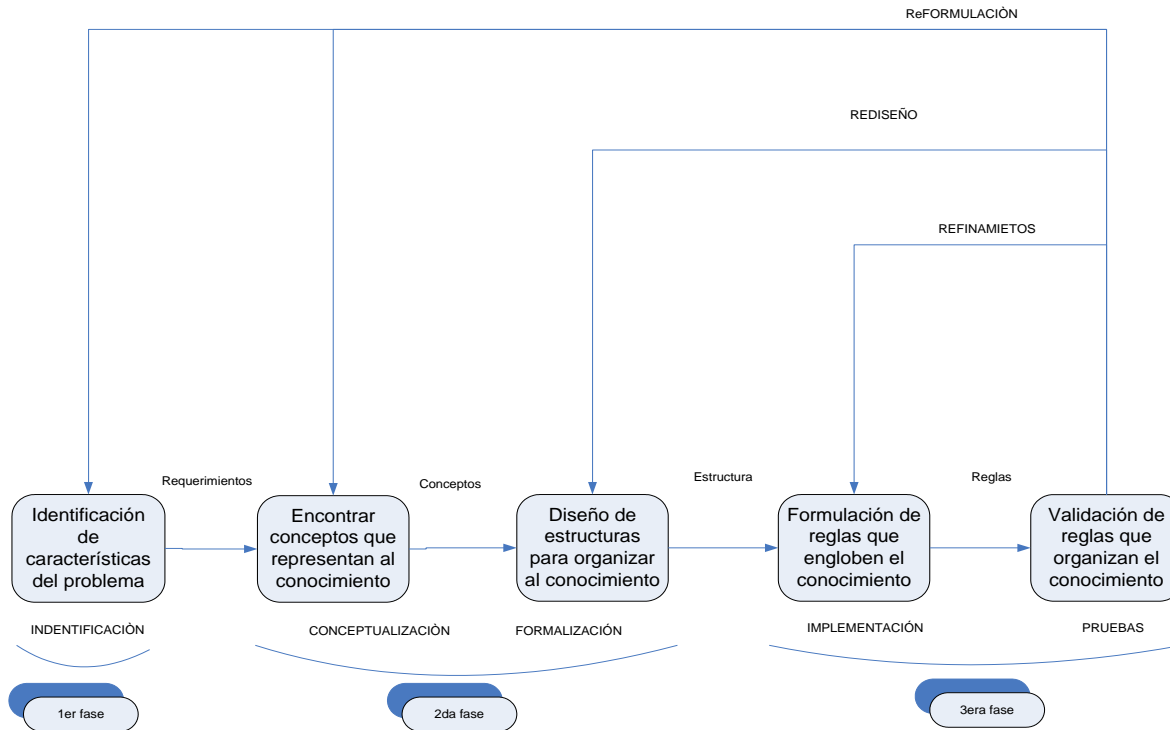 ReFORMULACIÒN
REDISEÑO
REFINAMIETOS
Requerimientos
Conceptos
Estructura
Reglas
Identificación
de
características
del problema
Encontrar
conceptos que
representan al
conocimiento
Diseño de
estructuras
para organizar
al conocimiento
Formulación de
reglas que
engloben el
conocimiento
Validación de
reglas que
organizan el
conocimiento
INDENTIFICACIÒN
CONCEPTUALIZACIÒN
FORMALIZACIÓN
IMPLEMENTACIÓN
PRUEBAS
1er fase
2da fase
3era fase